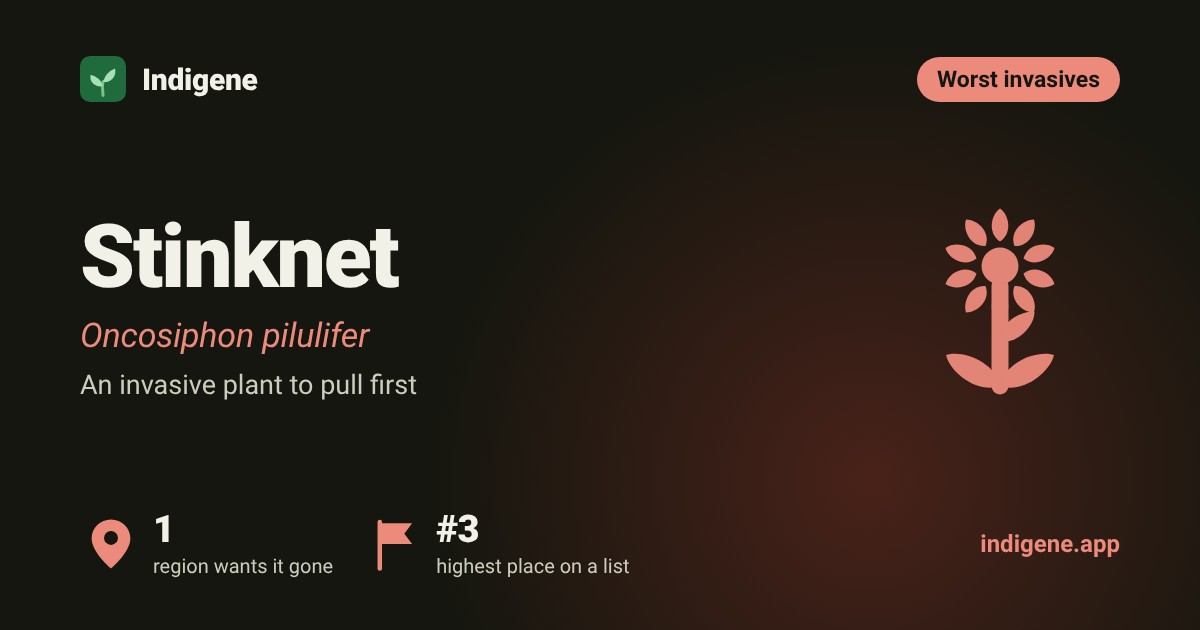 Indigene
Worst invasives
Stinknet
Oncosiphon pilulifer
An invasive plant to pull first
1
region wants it gone
#3
highest place on a list
indigene.app